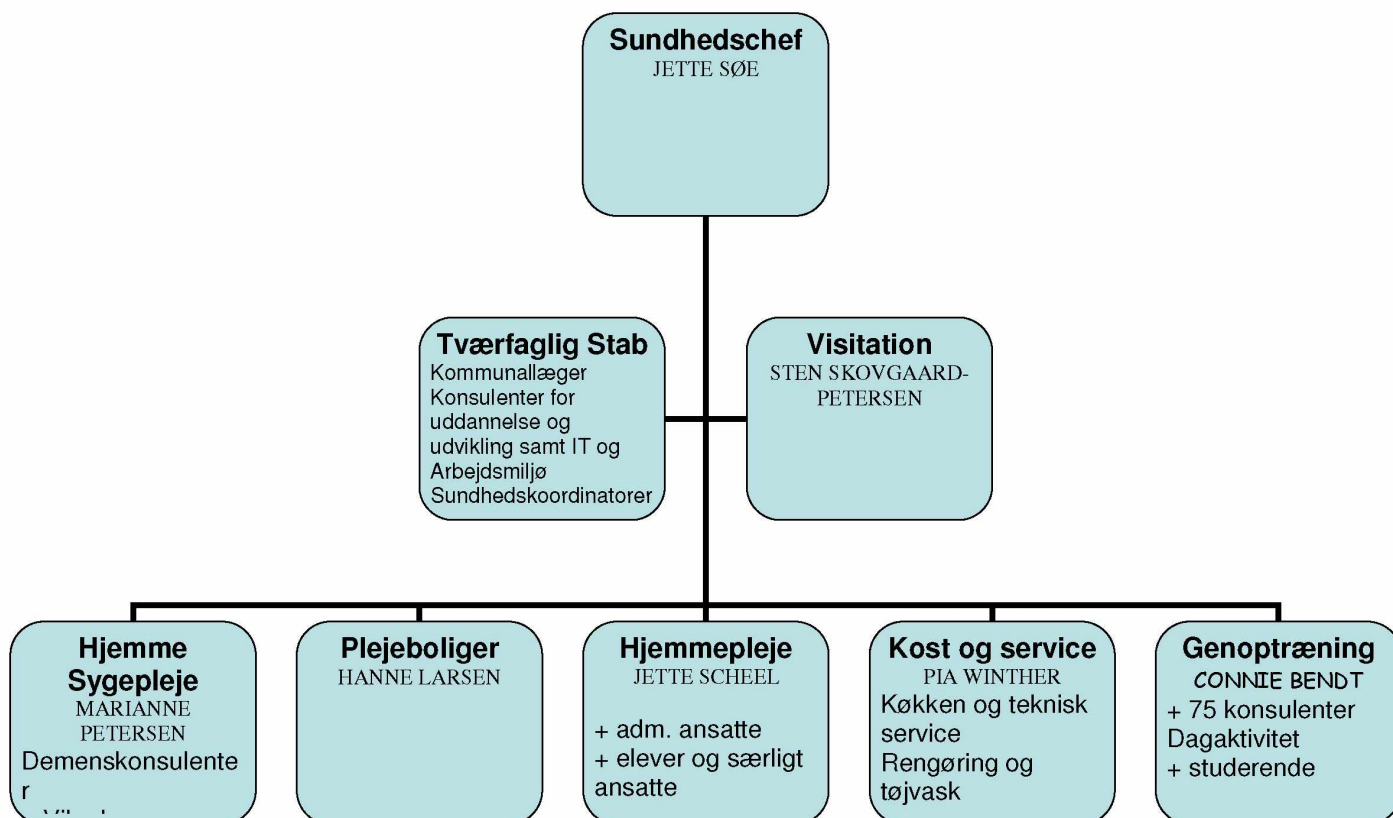 Sundhedschef
JETTE SØE
Tværfaglig Stab
Kommunallæger
Konsulenter for
uddannelse og
udvikling samt IT og
Arbejdsmiljø
Sundhedskoordinatorer
Visitation
STEN SKOVGAARD-
PETERSEN
Hjemme
Sygepleje
MARIANNE
PETERSEN
Demenskonsulente
r
Plejeboliger
HANNE LARSEN
Hjemmepleje
JETTE SCHEEL
+ adm. ansatte
+ elever og særligt
ansatte
Kost og service
PIA WINTHER
Køkken og teknisk
service
Rengøring og
tøjvask
Genoptræning
CONNIE BENDT
+ 75 konsulenter
Dagaktivitet
+ studerende